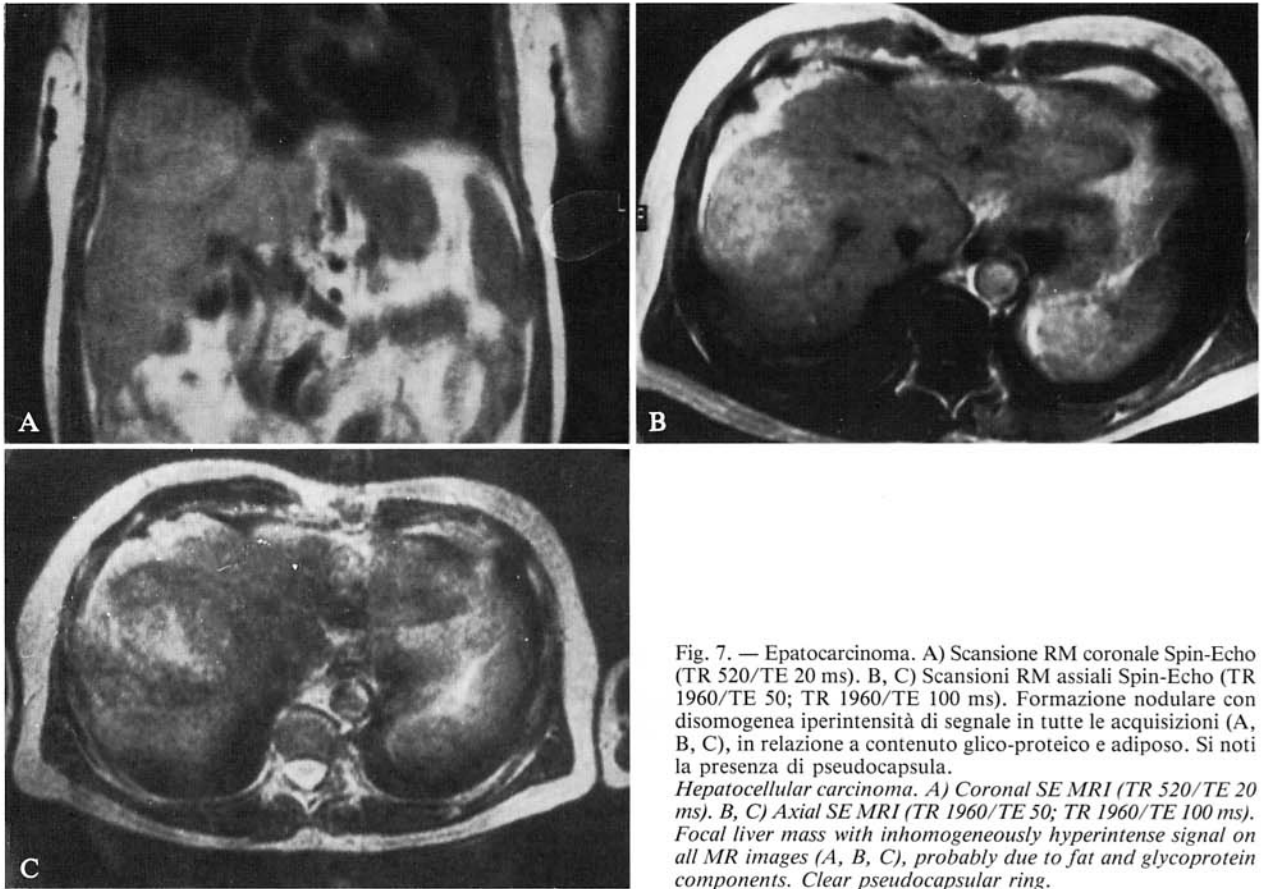 A
B
C
Fig. 7. — Epatocarcinoma. A) Scansione RM coronale Spin-Echo
(TR 520/TE 20 ms). B, C) Scansioni RM assiali Spin-Echo (TR
1960/TE 50; TR 1960/TE 100 ms). Formazione nodulare con
disomogenea iperintensità di segnale in tutte le acquisizioni (A,
B, C), in relazione a contenuto glico-proteico e adiposo. Si noti
la presenza di pseudocapsula.
Hepatocellular carcinoma. A) Coronal SE MRI (TR 520/TE 20
ms). B, C) Axial SE MRI (TR 1960/TE 50; TR 1960/TE 100 ms).
Focal liver mass with inhomogeneously hyperintense signal on
all MR images (A, B, C), probably due to fat and glycoprotein
components. Clear pseudocapsular ring.